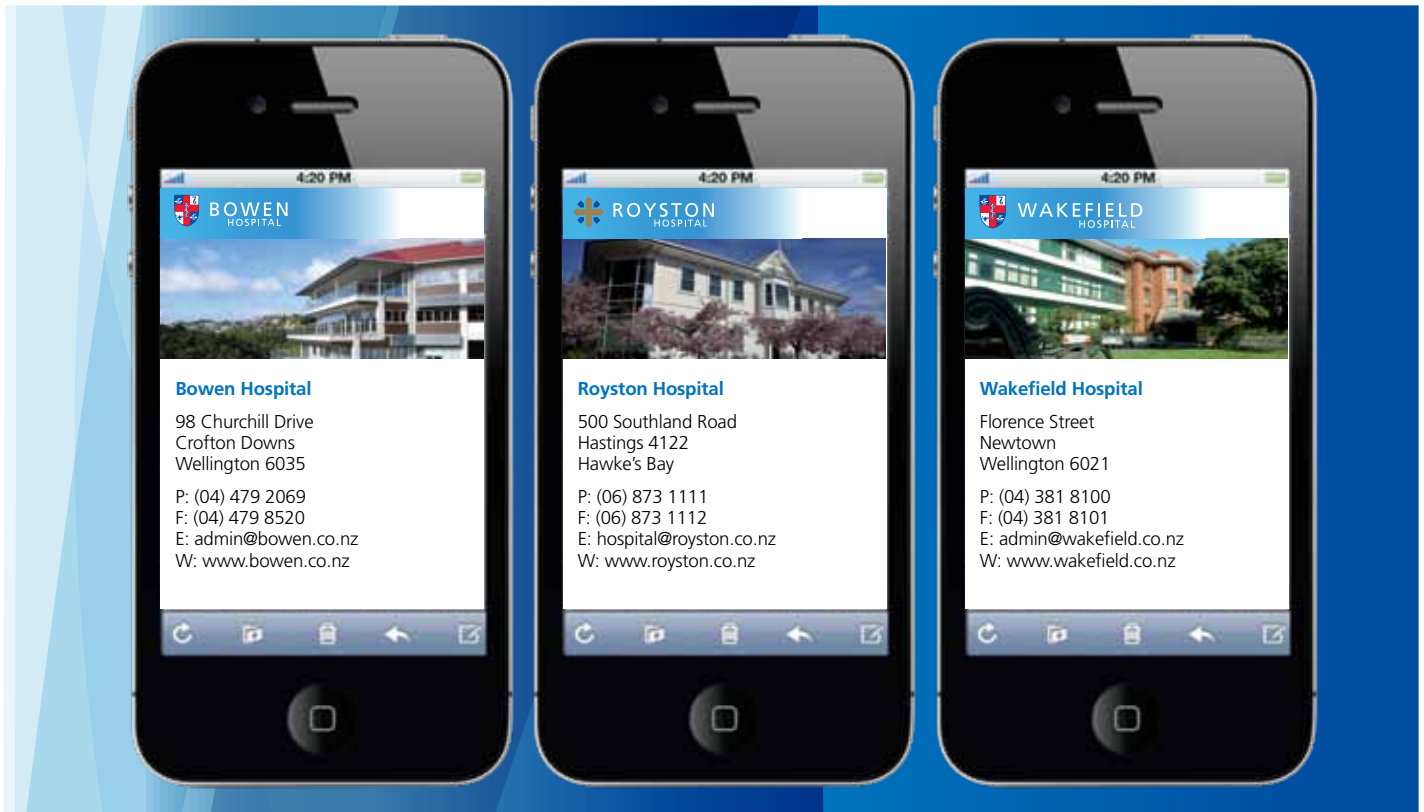 4:20 PM
BOWEN
HOSPITAL
Bowen Hospital
98 Churchill Drive
Crofton Downs
Wellington 6035
P: (04) 479 2069
F: (04) 479 8520
E: admin@bowen.co.nz
W: www.bowen.co.nz
4:20 PM
ROYSTON
HOSPITAL
Royston Hospital
500 Southland Road
Hastings 4122
Hawke’s Bay
P: (06) 873 1111
F: (06) 873 1112
E: hospital@royston.co.nz
W: www.royston.co.nz
4:20 PM
WAKEFIELD
HOSPITAL
Wakefield Hospital
Florence Street
Newtown
Wellington 6021
P: (04) 381 8100
F: (04) 381 8101
E: admin@wakefield.co.nz
W: www.wakefield.co.nz